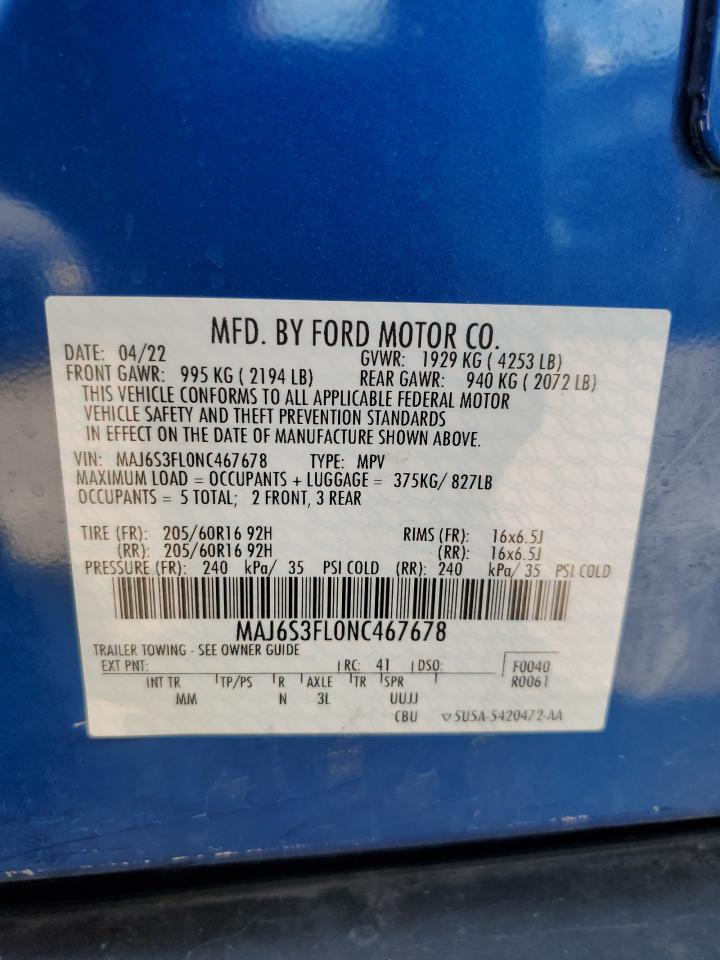 MFD. BY FORD MOTOR CO.
DATE: 04/22 GVWR: 1929 KG ( 4253 LB)
FRONT GAWR: 995 KG ( 2194 LB) REAR GAWR: 940 KG ( 2072 LB)
THIS VEHICLE CONFORMS TO ALL APPLICABLE FEDERAL MOTOR
VEHICLE SAFETY AND THEFT PREVENTION STANDARDS
IN EFFECT ON THE DATE OF MANUFACTURE SHOWN ABOVE.
VIN: MAJ6S3FL0NC467678 TYPE: MPV
MAXIMUM LOAD = OCCUPANTS + LUGGAGE = 375KG/ 827LB
OCCUPANTS = 5 TOTAL; 2 FRONT, 3 REAR
TIRE (FR): 205/60R16 92H RIMS (FR): 16x6.5J
(RR): 205/60R16 92H (RR): 16x6.5J
PRESSURE (FR): 240 kPa/ 35 PSI COLD (RR): 240 kPa/ 35 PSI COLD
MAJ6S3FL0NC467678
TRAILER TOWING - SEE OWNER GUIDE
EXT PNT: RC: 41 DSO: F0040
INT TR TP/PS R AXLE TR SPR R0061
MM N 3L UUJJ
CBU ▽5U5A-5420472-AA